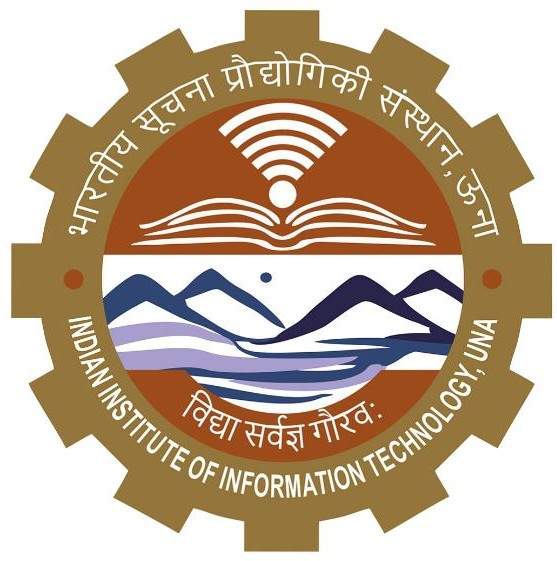 भारतीय सूचना प्रौद्योगिकी संस्थान, ऊना
विद्या सर्वज्ञ गौरवः
INDIAN INSTITUTE OF INFORMATION TECHNOLOGY, UNA